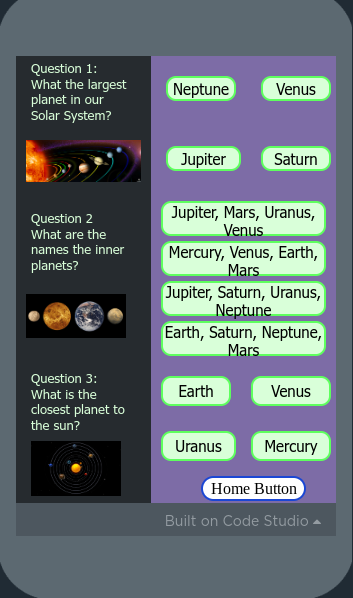 Question 1:
What the largest
planet in our
Solar System?
Neptune
Venus
Jupiter
Saturn
Question 2
What are the
names the inner
planets?
Jupiter, Mars, Uranus,
Venus
Mercury, Venus, Earth,
Mars
Jupiter, Saturn, Uranus,
Neptune
Earth, Saturn, Neptune,
Mars
Question 3:
What is the
closest planet to
the sun?
Earth
Venus
Uranus
Mercury
Home Button
Built on Code Studio